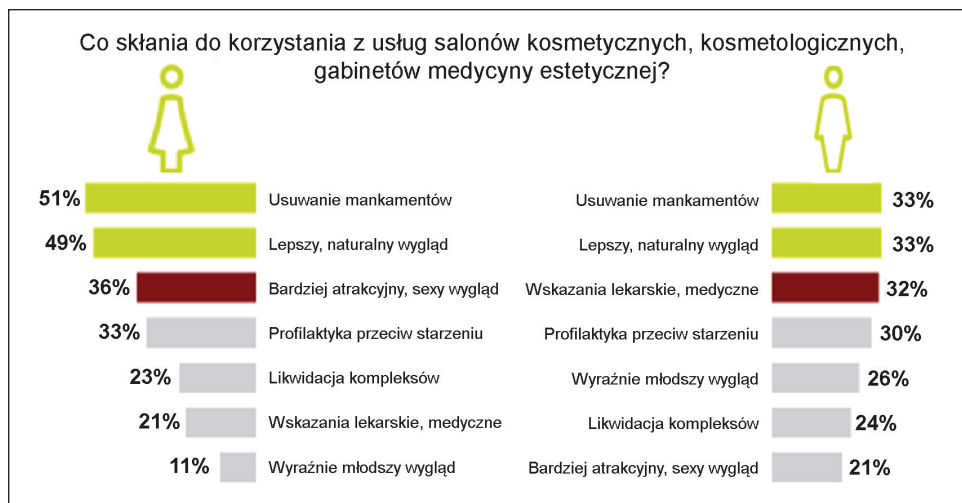 Co skłania do korzystania z usług salonów kosmetycznych, kosmetologicznych,
gabinetów medycyny estetycznej?
51% Usuwanie mankamentów
49% Lepszy, naturalny wygląd
36% Bardziej atrakcyjny, sexy wygląd
33% Profilaktyka przeciw starzeniu
23% Likwidacja kompleksów
21% Wskazania lekarskie, medyczne
11% Wyraźnie młodszy wygląd
Usuwanie mankamentów 33%
Lepszy, naturalny wygląd 33%
Wskazania lekarskie, medyczne 32%
Profilaktyka przeciw starzeniu 30%
Wyraźnie młodszy wygląd 26%
Likwidacja kompleksów 24%
Bardziej atrakcyjny, sexy wygląd 21%